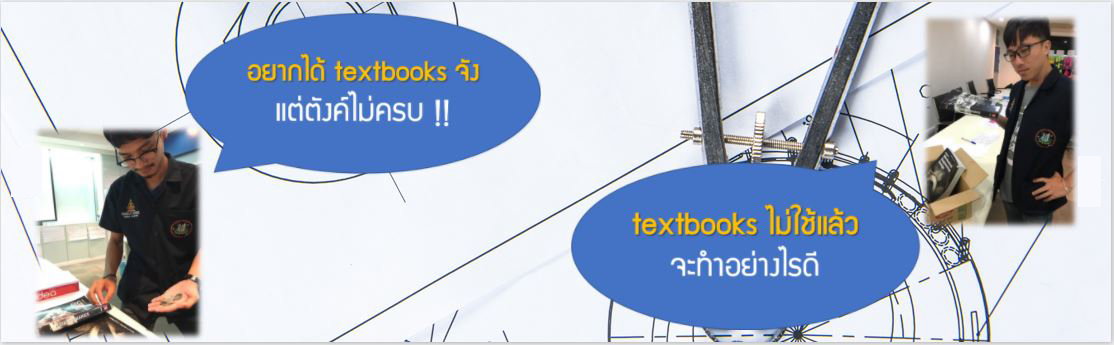 อยากได้ textbooks จัง
แต่ตังค์ไม่ครบ !!
textbooks ไม่ใช้แล้ว
จะทำอย่างไรดี